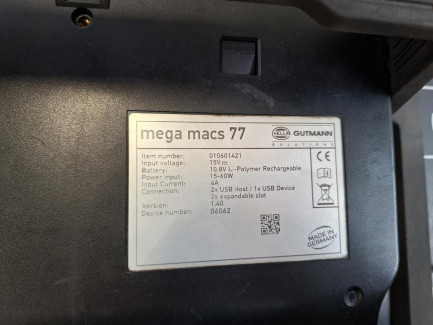 mega macs 77
HELLA GUTMANN
SOLUTIONS
Item number: 010601421
Input voltage: 15V
Battery: 10.8V L-Polymer Rechargeable
Power input: 15-60W
Input Current: 4A
Connection: 2x USB Host / 1x USB Device
2x expandable slot
Version: 1.40
Device number: 06062
CE
MADE IN GERMANY